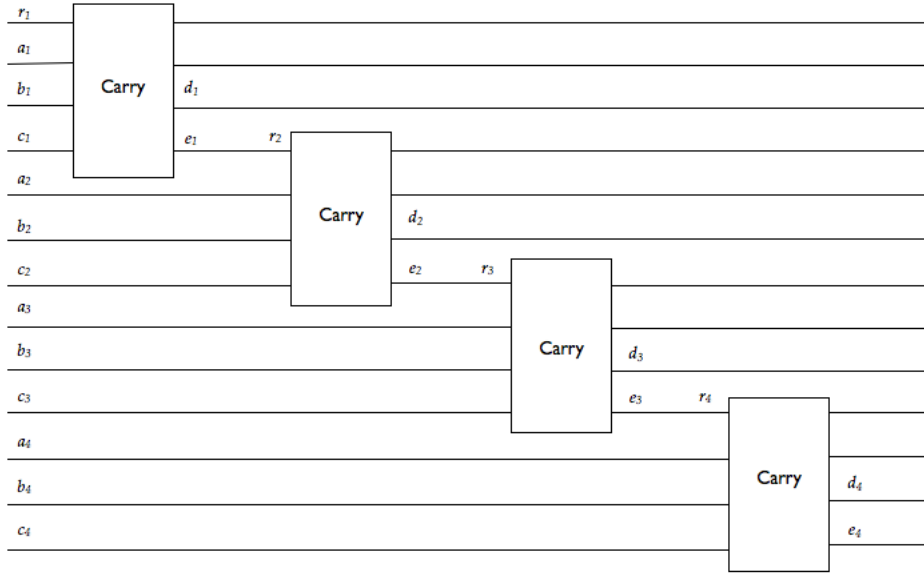 r₁
a₁
b₁ Carry d₁
c₁ e₁ r₂
a₂
b₂ Carry d₂
c₂ e₂ r₃
a₃
b₃ Carry d₃
c₃ e₃ r₄
a₄
b₄ Carry d₄
c₄ e₄